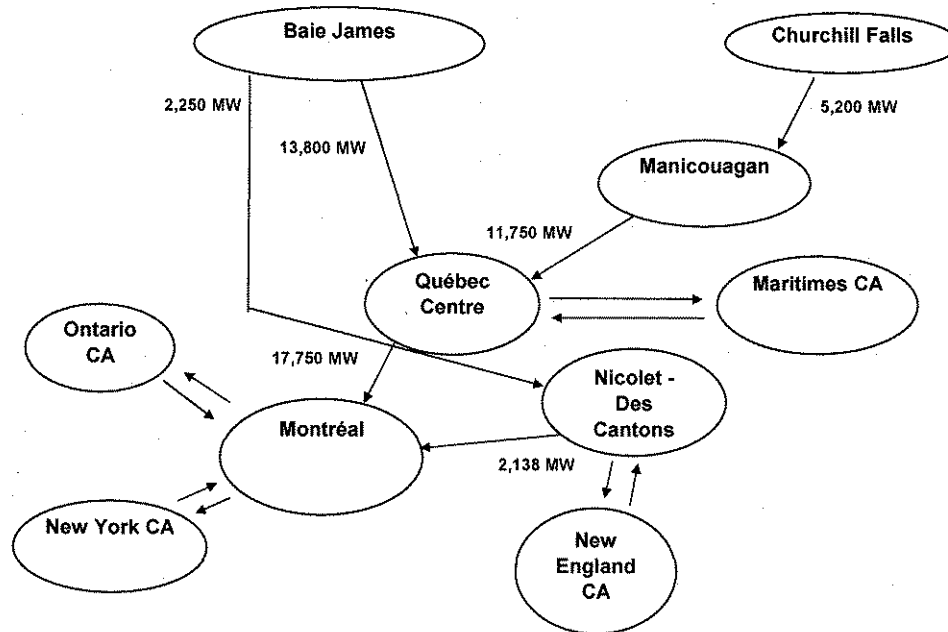 Baie James
Churchill Falls
2,250 MW
5,200 MW
13,800 MW
Manicouagan
11,750 MW
Québec
Centre
Maritimes CA
Ontario
CA
17,750 MW
Nicolet -
Des
Cantons
Montréal
2,138 MW
New York CA
New
England
CA